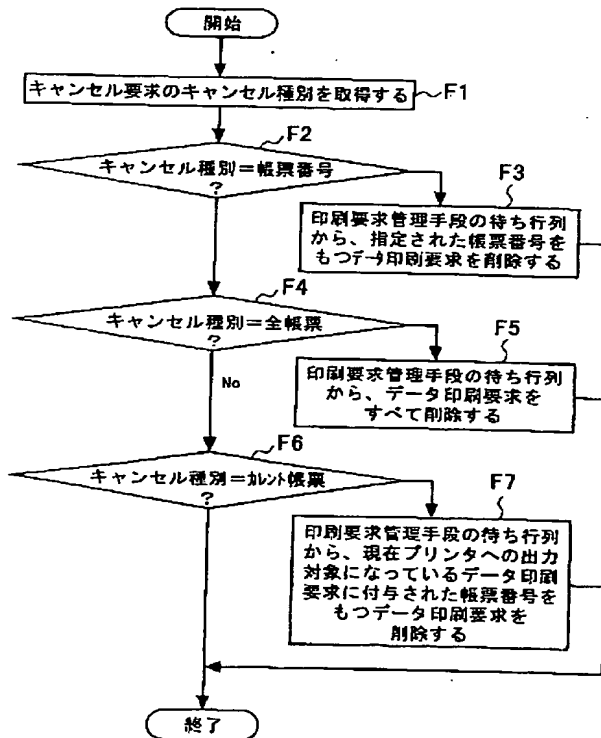 開始
キャンセル要求のキャンセル種別を取得する
F1
F2
キャンセル種別=帳票番号
?
F3
印刷要求管理手段の待ち行列
から、指定された帳票番号を
もつデータ印刷要求を削除する
F4
キャンセル種別=全帳票
?
F5
印刷要求管理手段の待ち行列
から、データ印刷要求を
すべて削除する
No
F6
キャンセル種別=カレント帳票
?
F7
印刷要求管理手段の待ち行列
から、現在プリンタへの出力
対象になっているデータ印刷
要求に付与された帳票番号を
もつデータ印刷要求を
削除する
終了